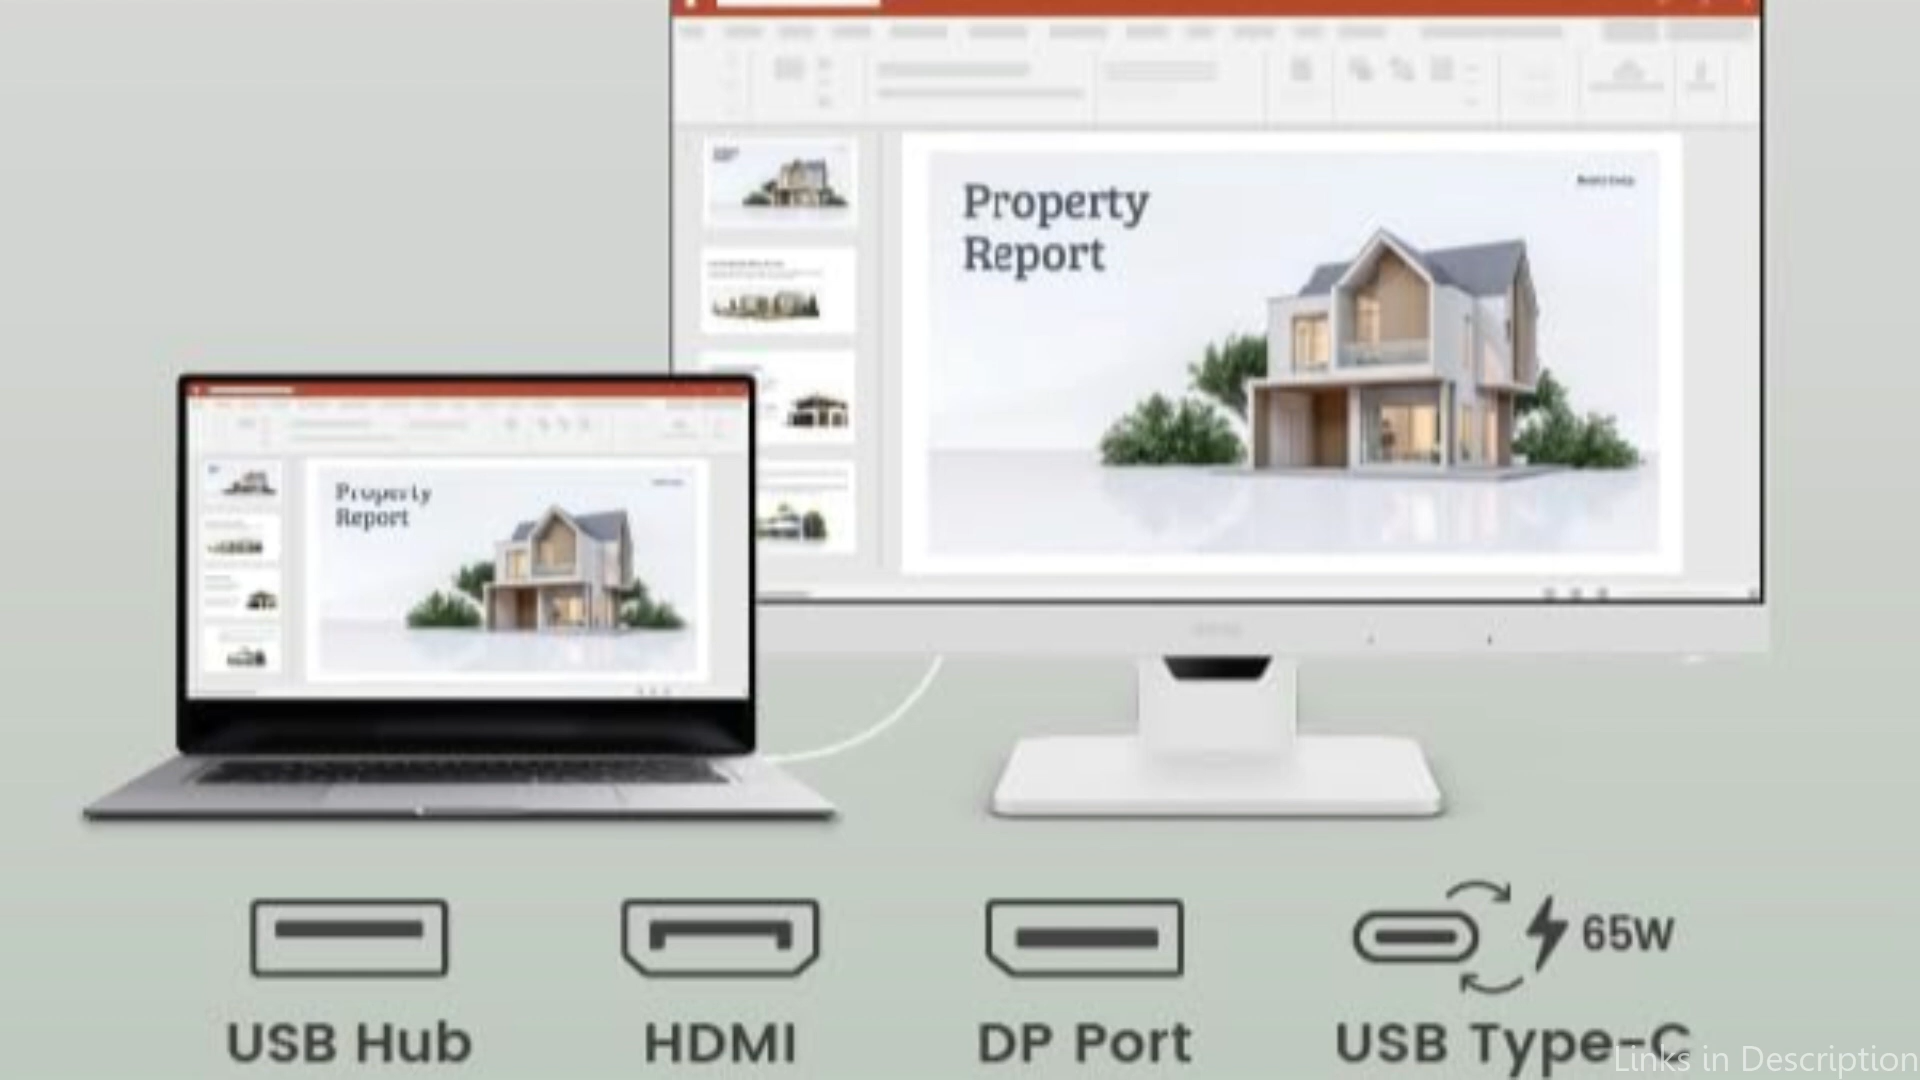 Property
Report
Property
Report
65W
USB Hub
HDMI
DP Port
USB Type-C
Links in Description